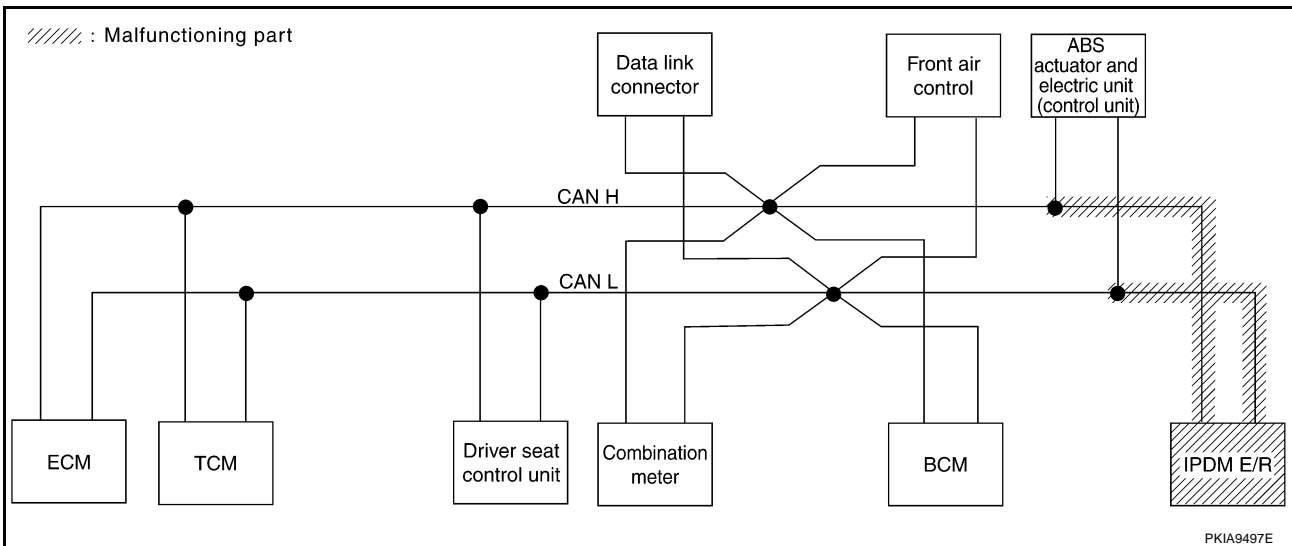 : Malfunctioning part
Data link
connector
Front air
control
ABS
actuator and
electric unit
(control unit)
CAN H
CAN L
ECM
TCM
Driver seat
control unit
Combination
meter
BCM
IPDM E/R
PKIA9497E